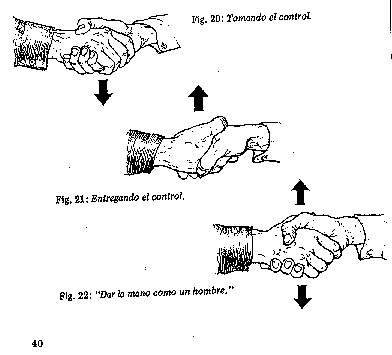 Fig. 20: Tomando el control.
Fig. 21: Entregando el control.
Fig. 22: "Dar la mano como un hombre."
40